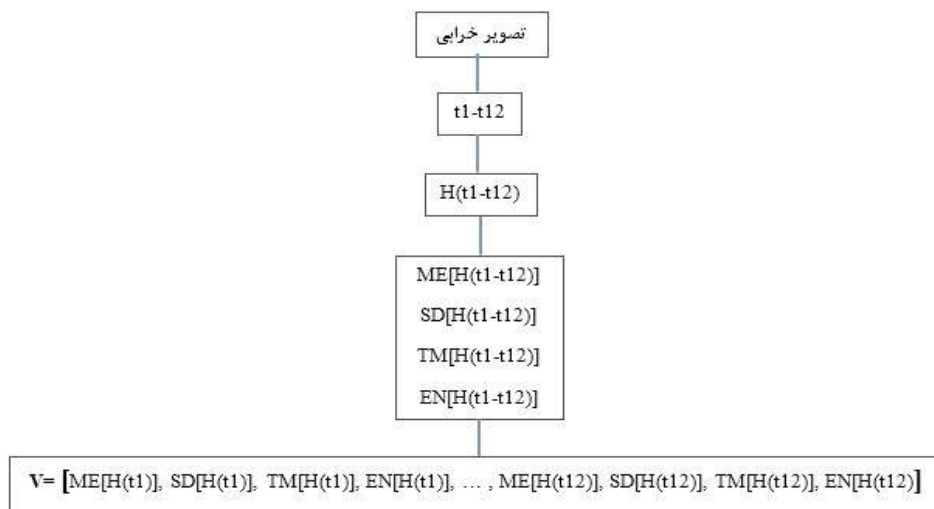 تصویر خرابی
t1-t12
H(t1-t12)
ME[H(t1-t12)]
SD[H(t1-t12)]
TM[H(t1-t12)]
EN[H(t1-t12)]
V= [ME[H(t1)], SD[H(t1)], TM[H(t1)], EN[H(t1)], ... , ME[H(t12)], SD[H(t12)], TM[H(t12)], EN[H(t12)]